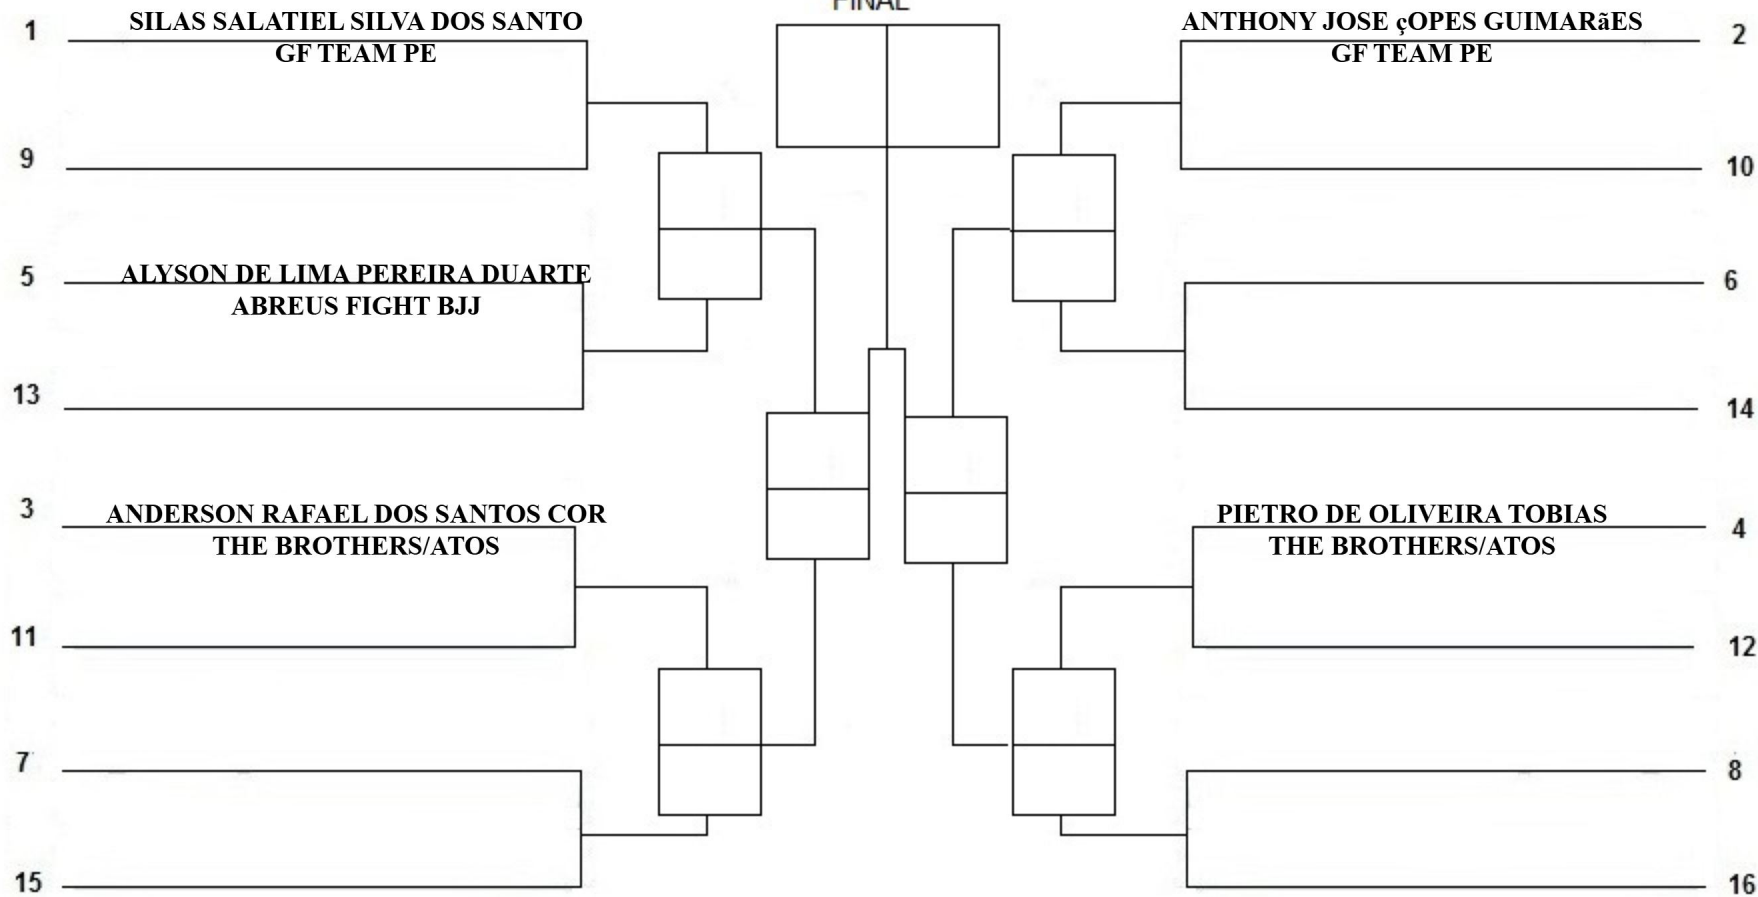 FINAL
1
SILAS SALATIEL SILVA DOS SANTO
GF TEAM PE
ANTHONY JOSE çOPES GUIMARãES
GF TEAM PE
2
9
10
5
ALYSON DE LIMA PEREIRA DUARTE
ABREUS FIGHT BJJ
6
13
14
3
ANDERSON RAFAEL DOS SANTOS COR
THE BROTHERS/ATOS
PIETRO DE OLIVEIRA TOBIAS
THE BROTHERS/ATOS
4
11
12
7
8
15
16